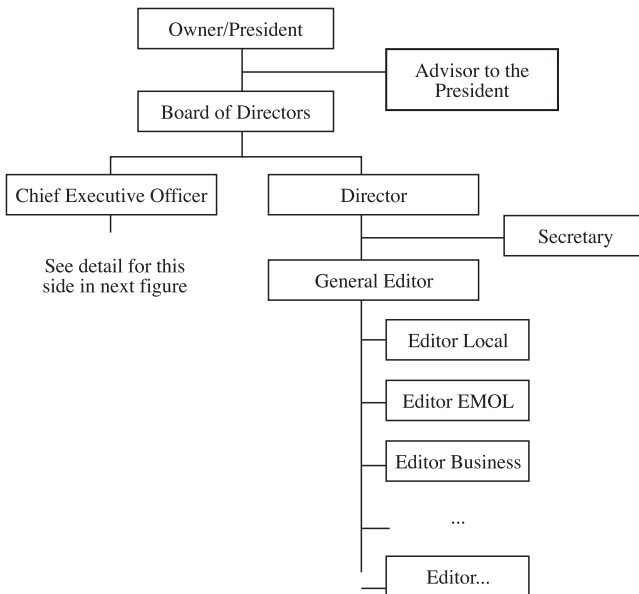 Owner/President
Advisor to the
President
Board of Directors
Chief Executive Officer
Director
Secretary
See detail for this
side in next figure
General Editor
Editor Local
Editor EMOL
Editor Business
...
Editor...